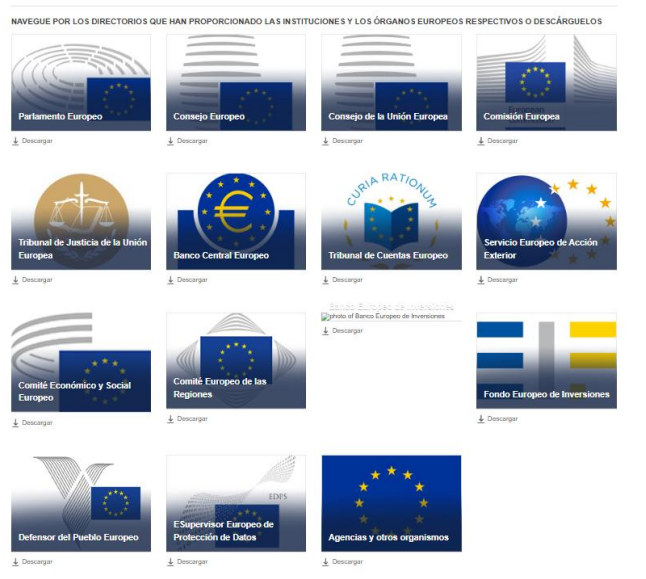 NAVEGUE POR LOS DIRECTORIOS QUE HAN PROPORCIONADO LAS INSTITUCIONES Y LOS ÓRGANOS EUROPEOS RESPECTIVOS O DESCÁRGUELOS
Parlamento Europeo
Descargar
Consejo Europeo
Descargar
Consejo de la Unión Europea
Descargar
European
Comisión Europea
Descargar
Tribunal de Justicia de la Unión
Europea
Descargar
Banco Central Europeo
Descargar
CURIA RATIONUM
Tribunal de Cuentas Europeo
Descargar
Servicio Europeo de Acción
Exterior
Descargar
Comité Económico y Social
Europeo
Descargar
Comité Europeo de las
Regiones
Descargar
Banco Europeo de Inversiones
photo of Banco Europeo de Inversiones
Descargar
Fondo Europeo de Inversiones
Descargar
Defensor del Pueblo Europeo
Descargar
EDPS
ESupervisor Europeo de
Protección de Datos
Descargar
Agencias y otros organismos
Descargar